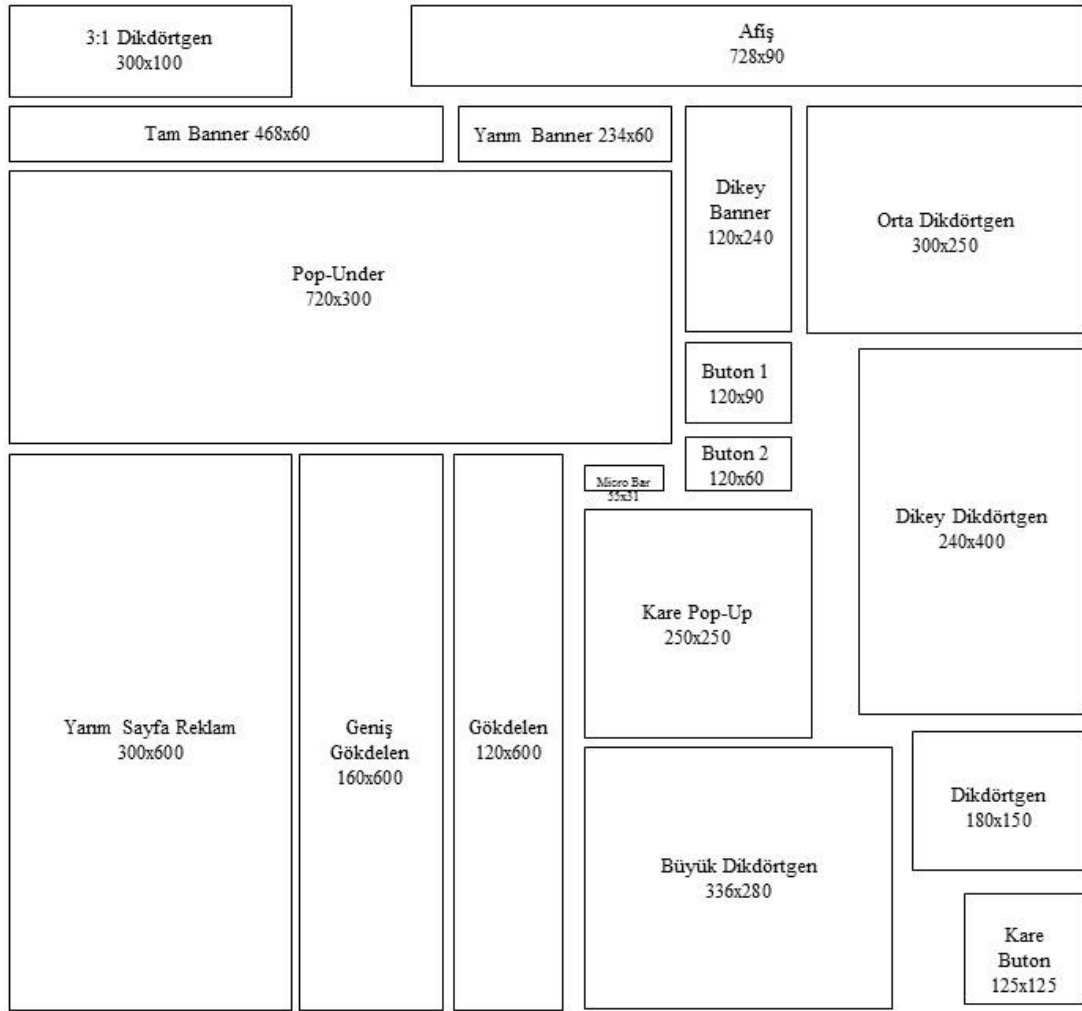 3:1 Dikdörtgen
300x100
Afiş
728x90
Tam Banner 468x60
Yarım Banner 234x60
Dikey
Banner
120x240
Orta Dikdörtgen
300x250
Pop-Under
720x300
Buton 1
120x90
Buton 2
120x60
Micro Bar
55x31
Dikey Dikdörtgen
240x400
Kare Pop-Up
250x250
Yarım Sayfa Reklam
300x600
Geniş
Gökdelen
160x600
Gökdelen
120x600
Dikdörtgen
180x150
Büyük Dikdörtgen
336x280
Kare
Buton
125x125